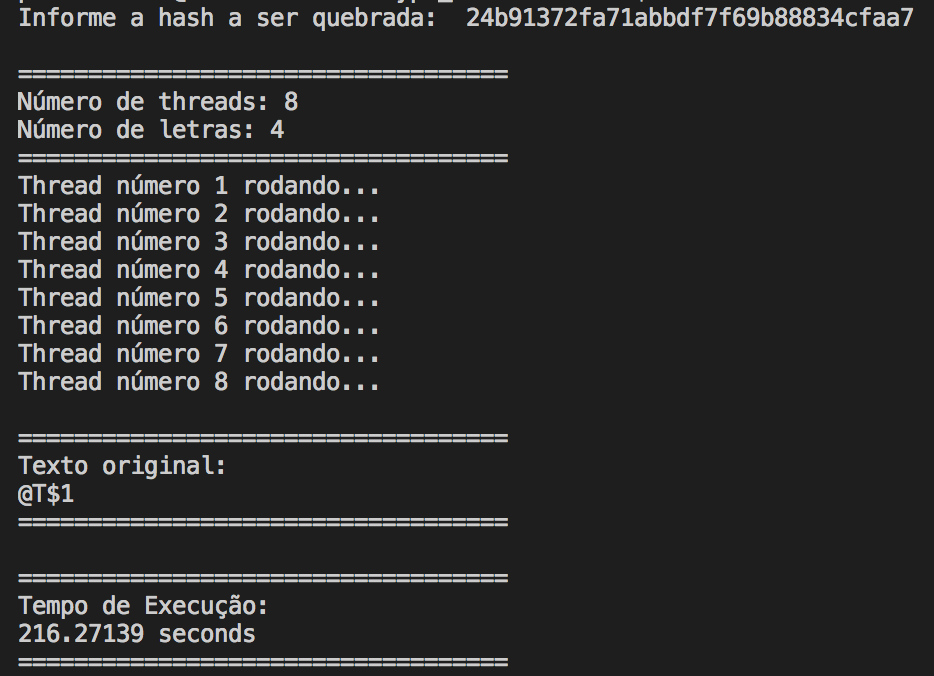 Informe a hash a ser quebrada:  24b91372fa71abbdf7f69b88834cfaa7
===================================
Número de threads: 8
Número de letras: 4
===================================
Thread número 1 rodando...
Thread número 2 rodando...
Thread número 3 rodando...
Thread número 4 rodando...
Thread número 5 rodando...
Thread número 6 rodando...
Thread número 7 rodando...
Thread número 8 rodando...
===================================
Texto original:
@T$1
===================================
===================================
Tempo de Execução:
216.27139 seconds
===================================